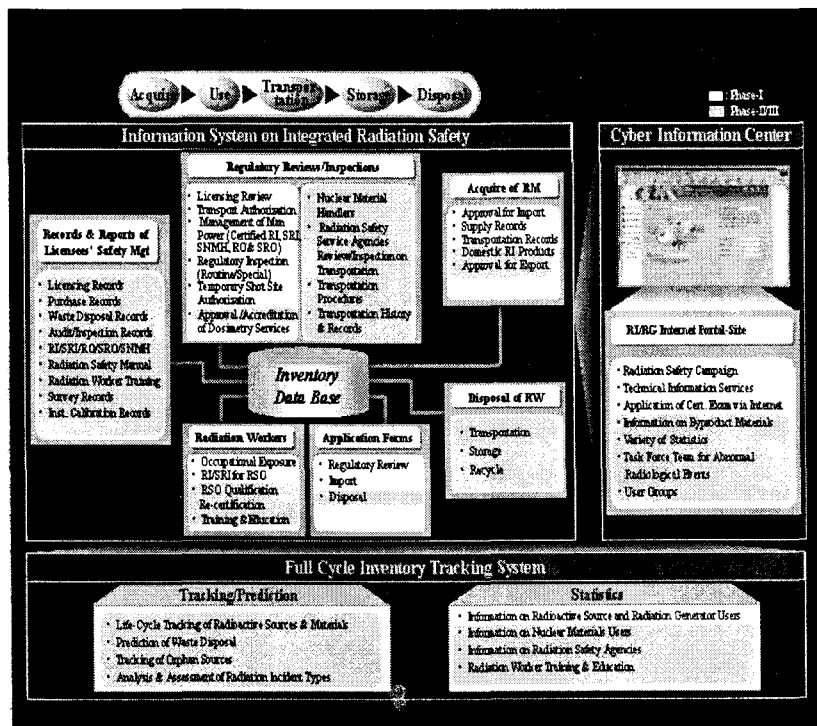 Acquire
Use
Transpor-
tation
Storage
Disposal
: Phase-I
: Phase-II/III
Information System on Integrated Radiation Safety
Cyber Information Center
Regulatory Reviews/Inspections
• Licensing Review
• Transport Authorization
• Management of Man
Power (Certified RI, SRI,
SNMH, RO & SRO)
• Regulatory Inspection
(Routine/Special)
• Temporary Shot Site
Authorization
• Approval/Accreditation
of Dosimetry Services
• Nuclear Material
Handlers
• Radiation Safety
Service Agencies
Review/Inspection on
Transportation
• Transportation
Procedures
• Transportation History
& Records
Acquire of RM
• Approval for Import
• Supply Records
• Transportation Records
• Domestic RI Products
• Approval for Export
Records & Reports of
Licensees' Safety Mgt
• Licensing Records
• Purchase Records
• Waste Disposal Records
• Audit/Inspection Records
• RI/SRI/RO/SRO/SNMH
• Radiation Safety Manual
• Radiation Worker Training
• Survey Records
• Inst. Calibration Records
Inventory
Data Base
Disposal of RW
• Transportation
• Storage
• Recycle
Radiation Workers
• Occupational Exposure
• RI/SRI for RSO
• RSO Qualification
Re-certification
• Training & Education
Application Forms
• Regulatory Review
• Import
• Disposal
RI/RG Internet Portal-Site
• Radiation Safety Campaign
• Technical Information Services
• Application of Cert. Exam via Internet
• Information on Byproduct Materials
• Variety of Statistics
• Task Force Team for Abnormal
Radiological Events
• User Groups
Full Cycle Inventory Tracking System
Tracking/Prediction
• Life-Cycle Tracking of Radioactive Sources & Materials
• Prediction of Waste Disposal
• Tracking of Orphan Sources
• Analysis & Assessment of Radiation Incident Types
Statistics
• Information on Radioactive Source and Radiation Generator Users
• Information on Nuclear Materials Users
• Information on Radiation Safety Agencies
• Radiation Worker Training & Education